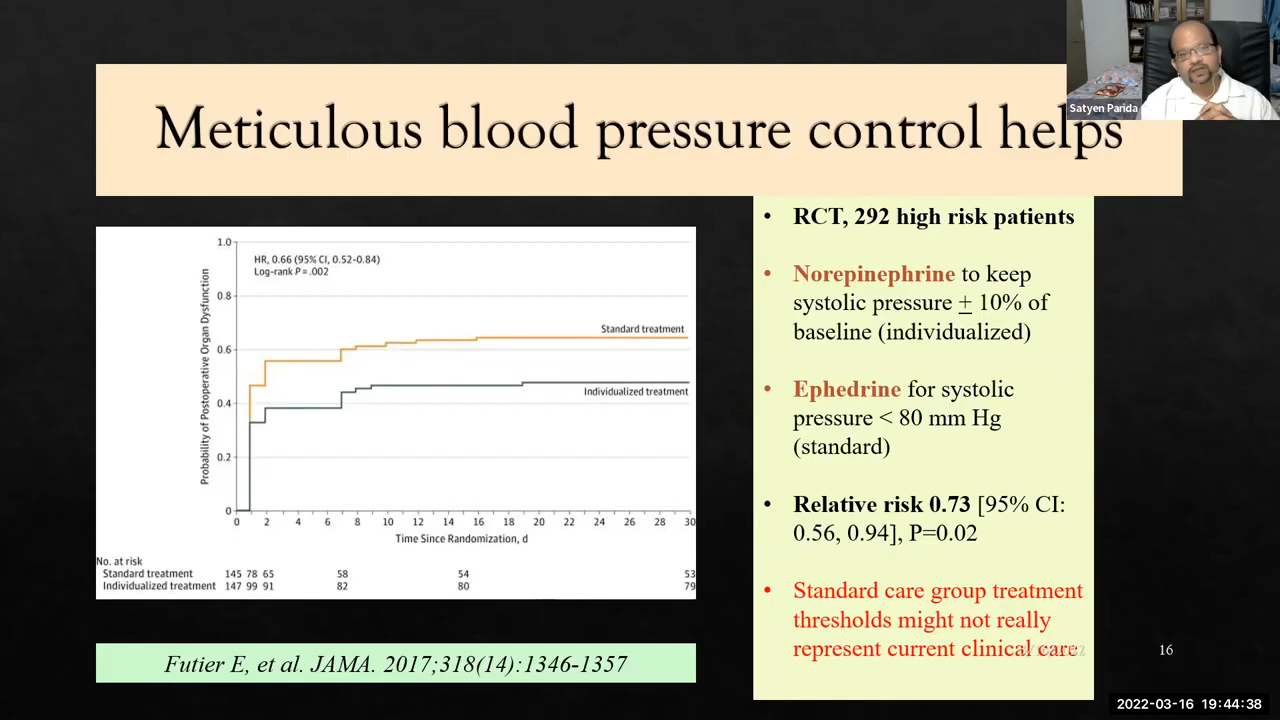 Satyen Parida
Meticulous blood pressure control helps
HR, 0.66 (95% CI, 0.52-0.84)
Log-rank P = .002
Probability of Postoperative Organ Dysfunction
1.0
0.8
0.6
0.4
0.2
0
Standard treatment
Individualized treatment
0 2 4 6 8 10 12 14 16 18 20 22 24 26 28 30
Time Since Randomization, d
No. at risk
Standard treatment 145 78 65 58 54 53
Individualized treatment 147 99 91 82 80 79
Futier E, et al. JAMA. 2017;318(14):1346-1357
• RCT, 292 high risk patients
• Norepinephrine to keep
systolic pressure ± 10% of
baseline (individualized)
• Ephedrine for systolic
pressure < 80 mm Hg
(standard)
• Relative risk 0.73 [95% CI:
0.56, 0.94], P=0.02
• Standard care group treatment
thresholds might not really
represent current clinical care
16
2022-03-16 19:44:38